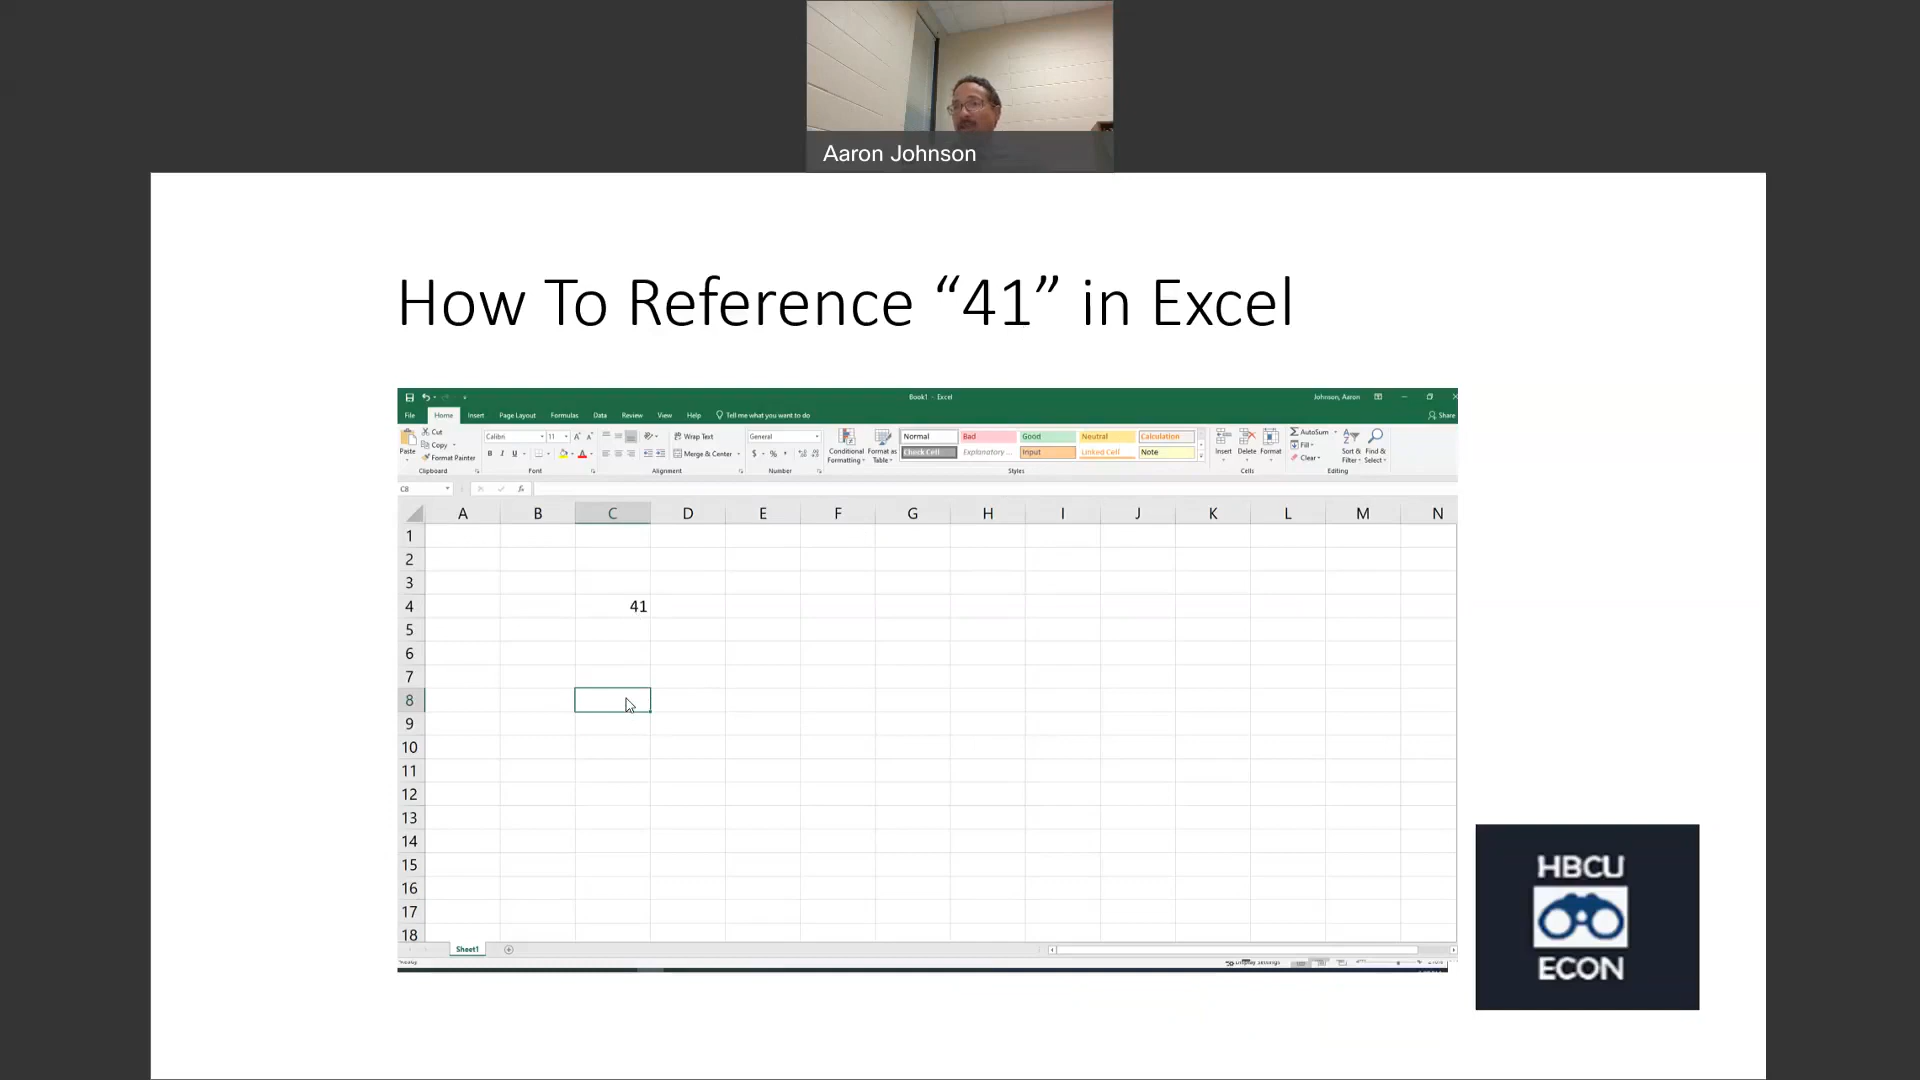 Aaron Johnson
How To Reference “41” in Excel
Book1 - Excel
Johnson, Aaron
File Home Insert Page Layout Formulas Data Review View Help Tell me what you want to do
Share
Paste
Cut
Copy
Format Painter
Clipboard
Calibri 11
B I U
Font
Wrap Text
Merge & Center
Alignment
General
$ % ,
Number
Conditional Formatting
Format as Table
Normal Bad Good Neutral Calculation
Check Cell Explanatory ... Input Linked Cell Note
Styles
Insert Delete Format
Cells
AutoSum
Fill
Clear
Sort & Filter
Find & Select
Editing
C8
fx
A B C D E F G H I J K L M N
1
2
3
4 41
5
6
7
8
9
10
11
12
13
14
15
16
17
18
Sheet1
Display Settings
HBCU
ECON